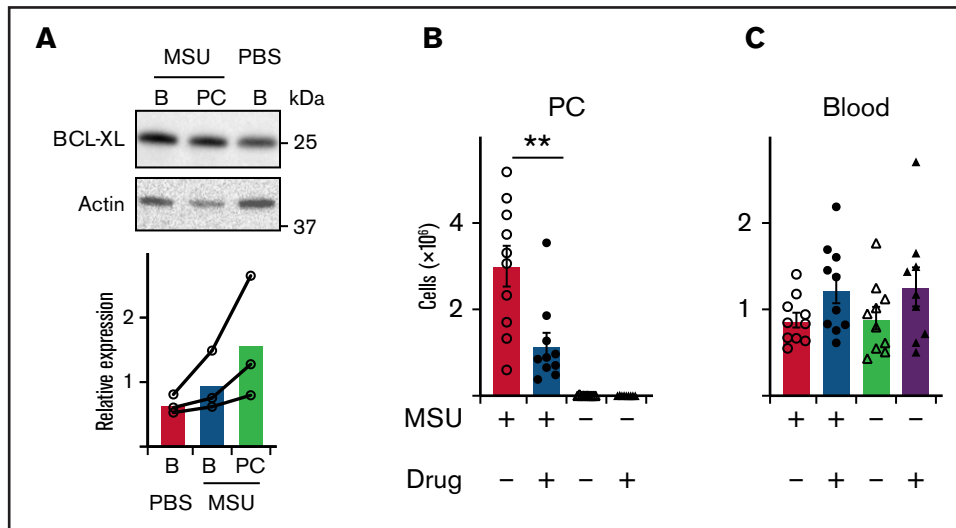 A
MSU PBS
B PC B kDa
BCL-XL
25
Actin
37
Relative expression
2
1
B B PC
PBS MSU
B
PC
**
Cells (×10⁶)
4
2
MSU + + − −
Drug − + − +
C
Blood
2
1
+ + − −
− + − +